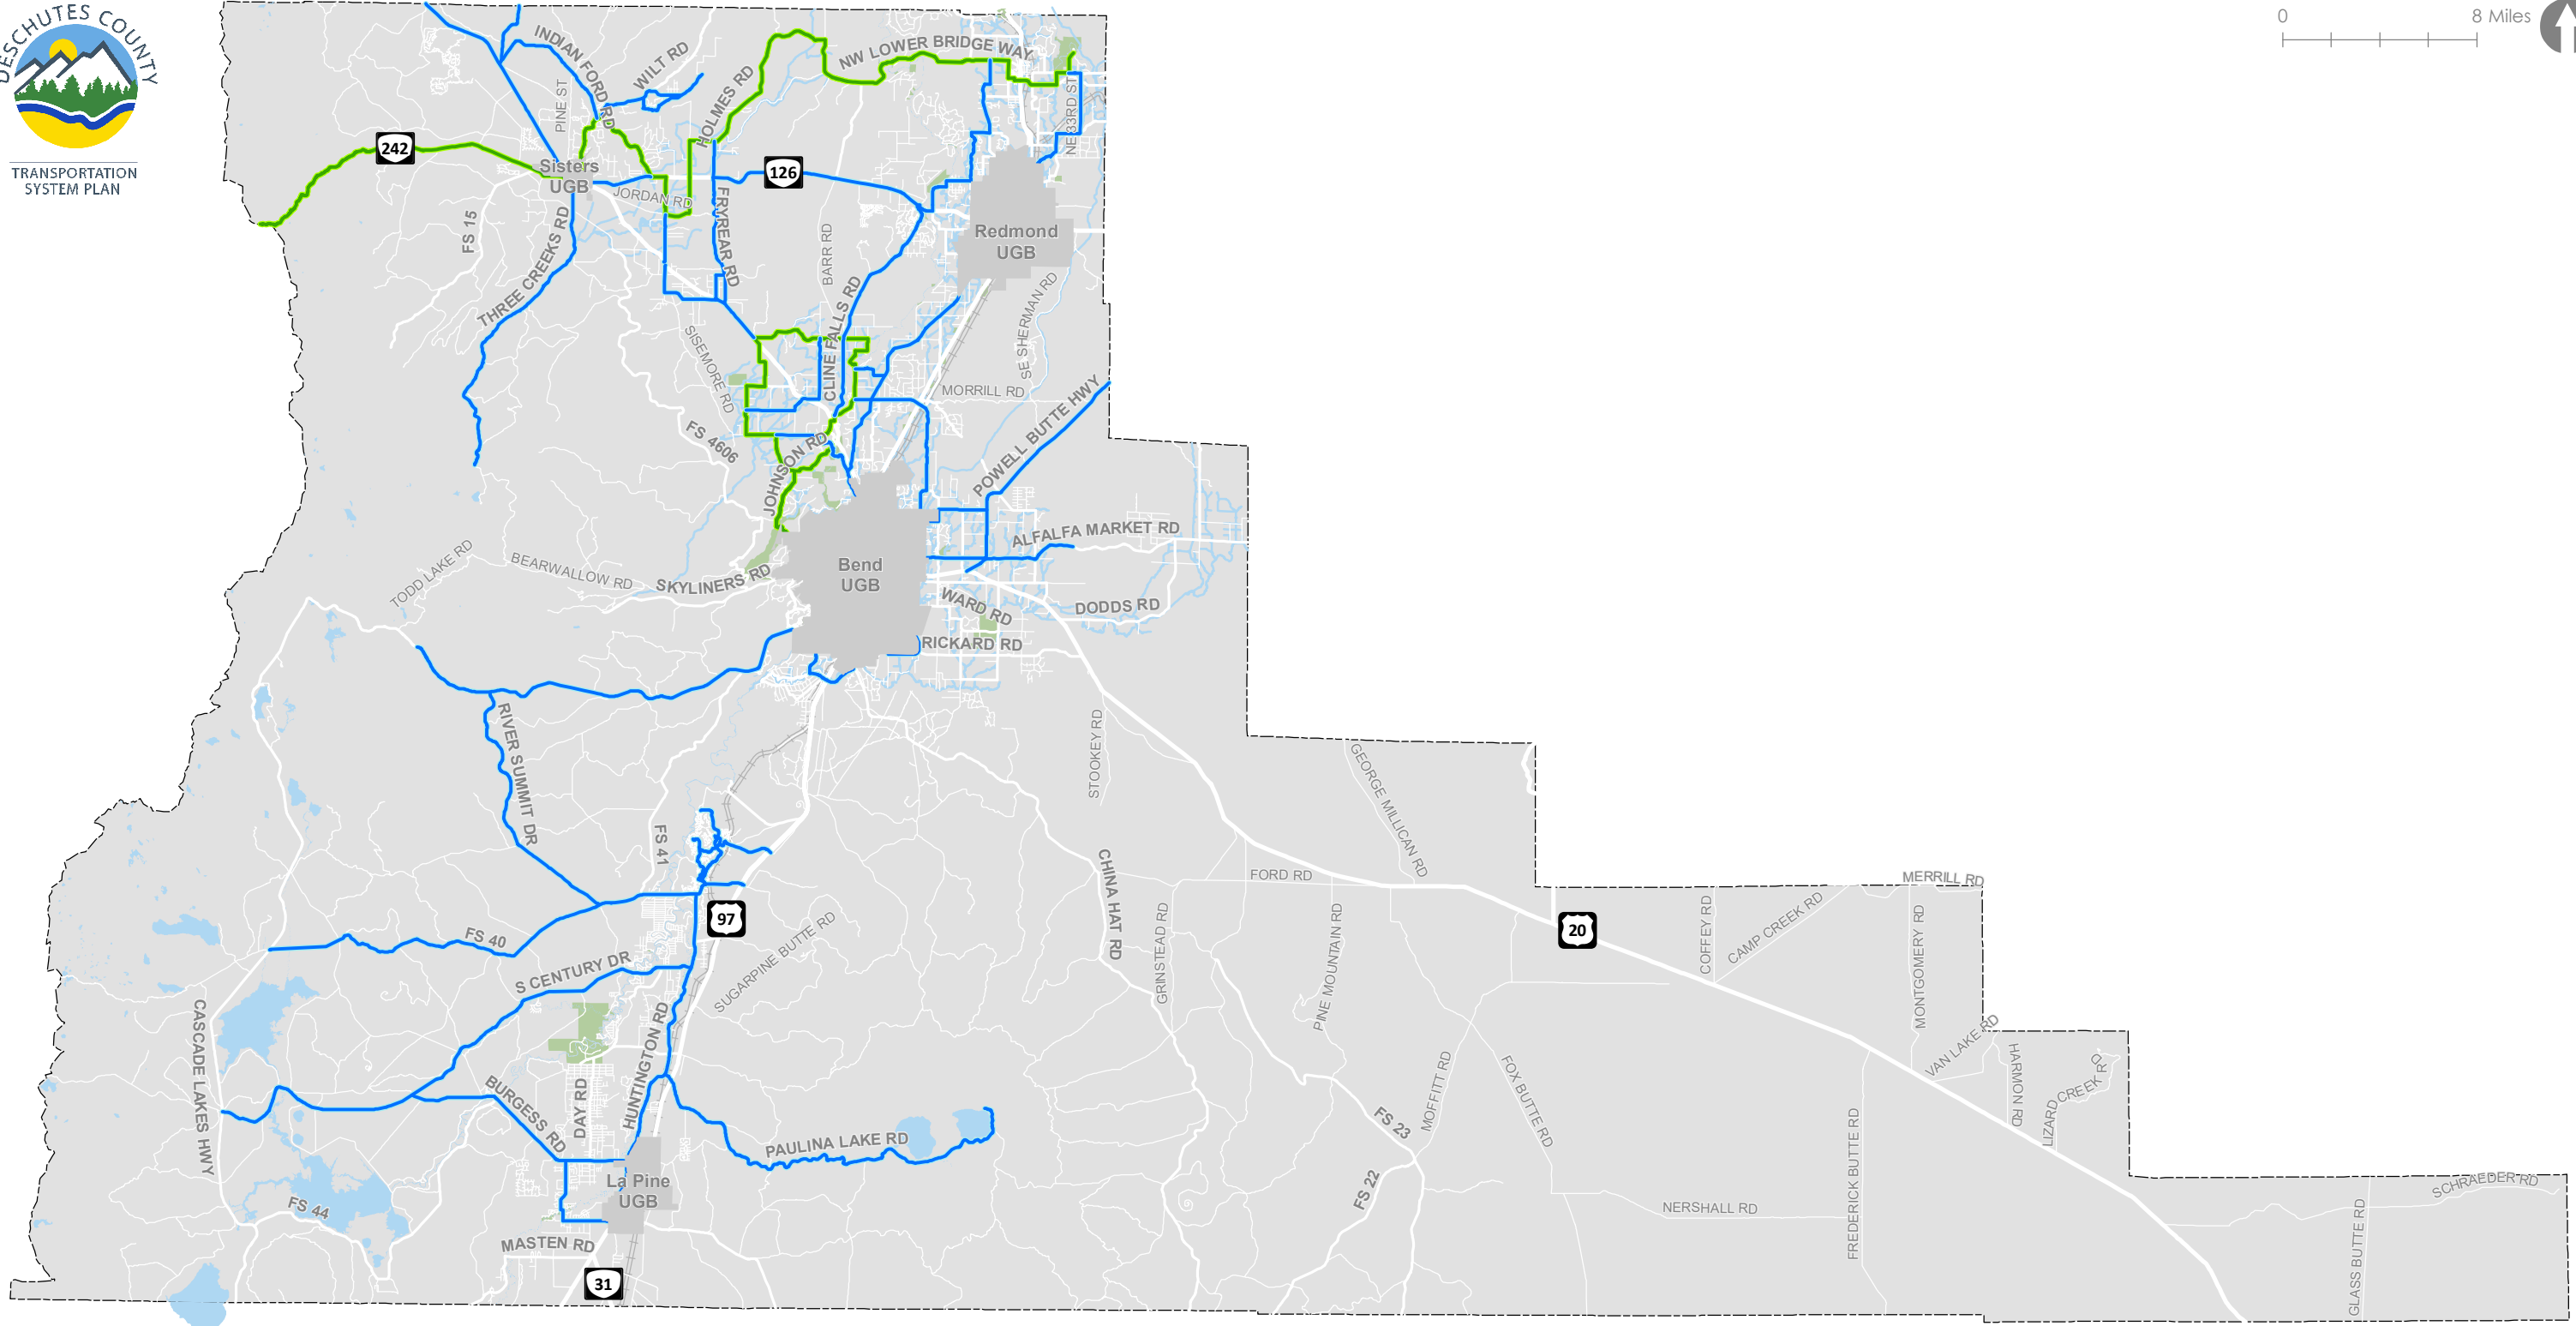 DESCHUTES COUNTY
TRANSPORTATION
SYSTEM PLAN
0 8 Miles
INDIAN FORD RD
WILT RD
NW LOWER BRIDGE WAY
PINE ST
HOLMES RD
NE 33RD ST
242
Sisters
UGB
126
JORDAN RD
FRYREAR RD
FS 15
THREE CREEKS RD
BARR RD
Redmond
UGB
CLINE FALLS RD
SE SHERMAN RD
SISEMORE RD
MORRILL RD
POWELL BUTTE HWY
FS 4606
JOHNSON RD
ALFALFA MARKET RD
TODD LAKE RD
BEARWALLOW RD
SKYLINERS RD
Bend
UGB
WARD RD
DODDS RD
RICKARD RD
RIVER SUMMIT DR
STOOKEY RD
GEORGE MILLICAN RD
FS 41
CHINA HAT RD
FORD RD
MERRILL RD
97
20
FS 40
SUGARPINE BUTTE RD
GRINSTEAD RD
PINE MOUNTAIN RD
COFFEY RD
CAMP CREEK RD
MONTGOMERY RD
S CENTURY DR
CASCADE LAKES HWY
HUNTINGTON RD
VAN LAKE RD
HARMON RD
LIZARD CREEK RD
BURGESS RD
DAY RD
MOFFITT RD
FOX BUTTE RD
FS 23
PAULINA LAKE RD
FREDERICK BUTTE RD
La Pine
UGB
FS 22
FS 44
NERSHALL RD
SCHRAEDER RD
GLASS BUTTE RD
MASTEN RD
31